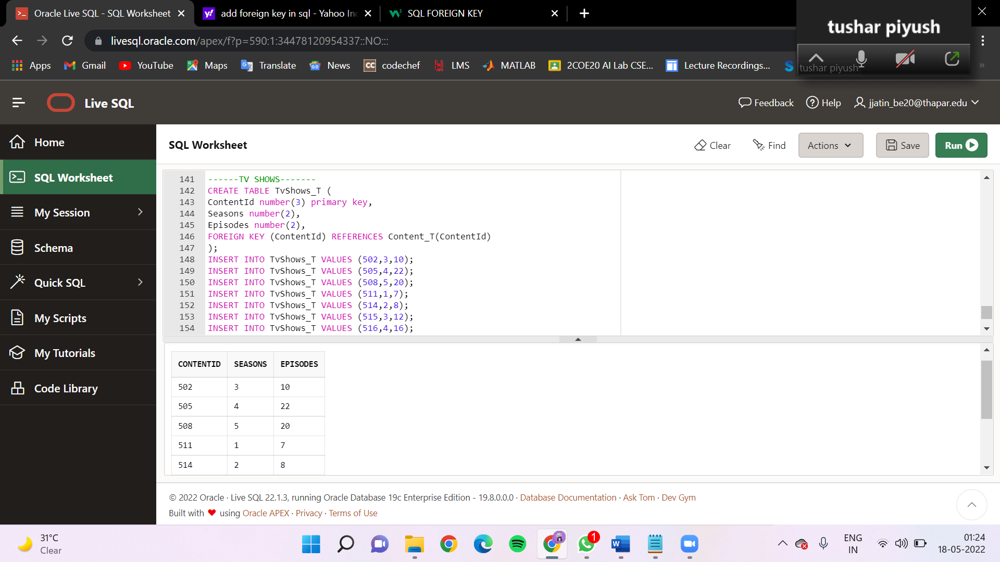 Oracle Live SQL - SQL Worksheet
add foreign key in sql - Yahoo In
SQL FOREIGN KEY
tushar piyush
livesql.oracle.com/apex/f?p=590:1:34478120954337::NO:::
Apps
Gmail
YouTube
Maps
Translate
News
CC codechef
LMS
MATLAB
2COE20 AI Lab CSE...
Lecture Recordings...
tushar piyush
Live SQL
Feedback
Help
jjatin_be20@thapar.edu
Home
SQL Worksheet
My Session
Schema
Quick SQL
My Scripts
My Tutorials
Code Library
SQL Worksheet
Clear
Find
Actions
Save
Run
141 ------TV SHOWS-------
142 CREATE TABLE TvShows_T (
143 ContentId number(3) primary key,
144 Seasons number(2),
145 Episodes number(2),
146 FOREIGN KEY (ContentId) REFERENCES Content_T(ContentId)
147 );
148 INSERT INTO TvShows_T VALUES (502,3,10);
149 INSERT INTO TvShows_T VALUES (505,4,22);
150 INSERT INTO TvShows_T VALUES (508,5,20);
151 INSERT INTO TvShows_T VALUES (511,1,7);
152 INSERT INTO TvShows_T VALUES (514,2,8);
153 INSERT INTO TvShows_T VALUES (515,3,12);
154 INSERT INTO TvShows_T VALUES (516,4,16);
CONTENTID SEASONS EPISODES
502 3 10
505 4 22
508 5 20
511 1 7
514 2 8
© 2022 Oracle · Live SQL 22.1.3, running Oracle Database 19c Enterprise Edition - 19.8.0.0.0 · Database Documentation · Ask Tom · Dev Gym
Built with ❤ using Oracle APEX · Privacy · Terms of Use
31°C
Clear
1
ENG
IN
01:24
18-05-2022